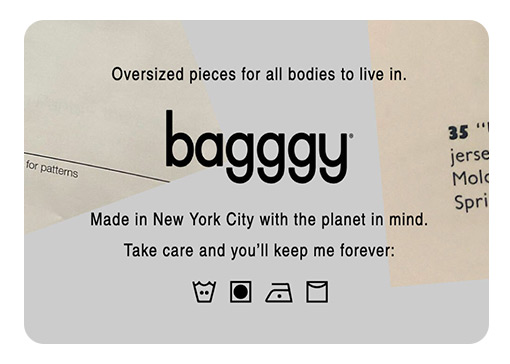 Oversized pieces for all bodies to live in.
bagggy®
for patterns
35 "
jerse
Mold
Spri
Made in New York City with the planet in mind.
Take care and you'll keep me forever: